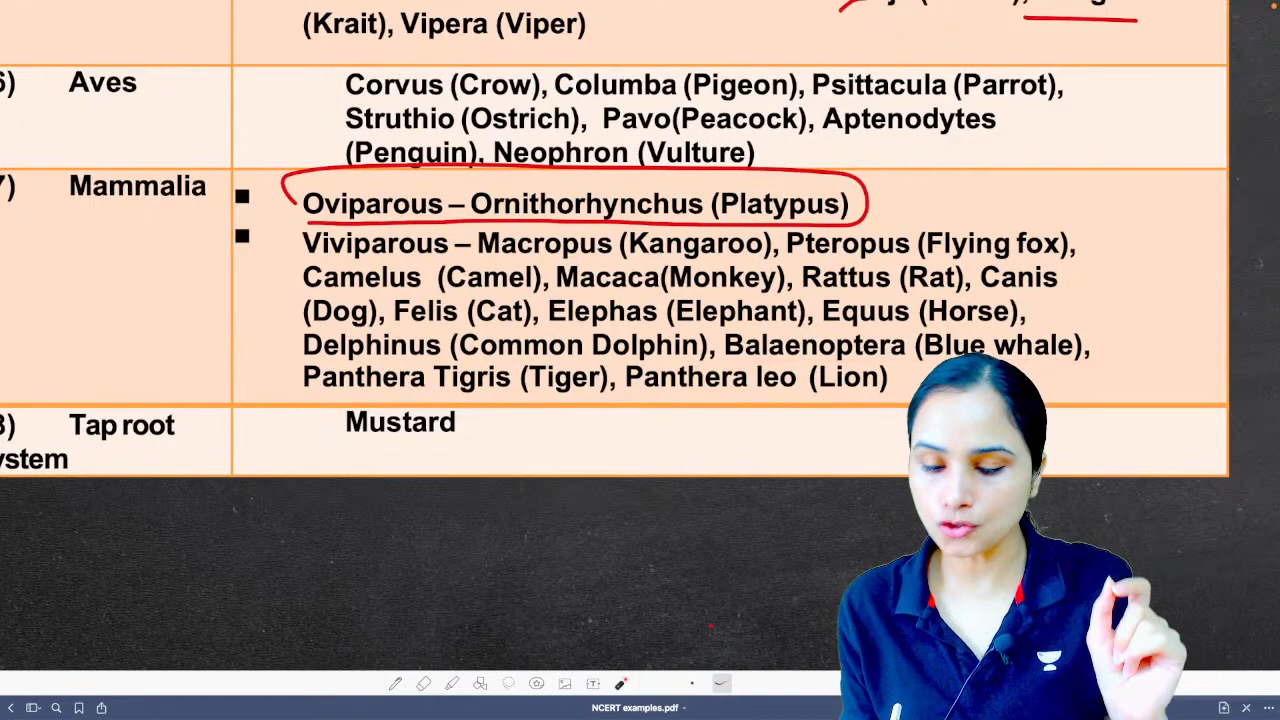 (Krait), Vipera (Viper)
Aves
Corvus (Crow), Columba (Pigeon), Psittacula (Parrot),
Struthio (Ostrich), Pavo(Peacock), Aptenodytes
(Penguin), Neophron (Vulture)
Mammalia
Oviparous – Ornithorhynchus (Platypus)
Viviparous – Macropus (Kangaroo), Pteropus (Flying fox),
Camelus (Camel), Macaca(Monkey), Rattus (Rat), Canis
(Dog), Felis (Cat), Elephas (Elephant), Equus (Horse),
Delphinus (Common Dolphin), Balaenoptera (Blue whale),
Panthera Tigris (Tiger), Panthera leo (Lion)
Tap root
Mustard
ystem
NCERT examples.pdf